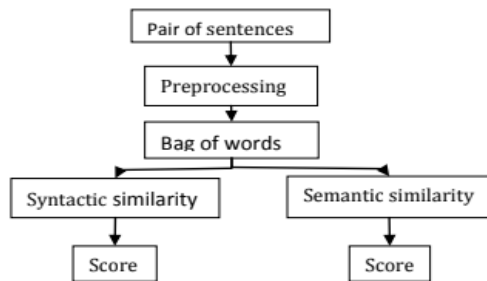 Pair of sentences
Preprocessing
Bag of words
Syntactic similarity
Semantic similarity
Score
Score